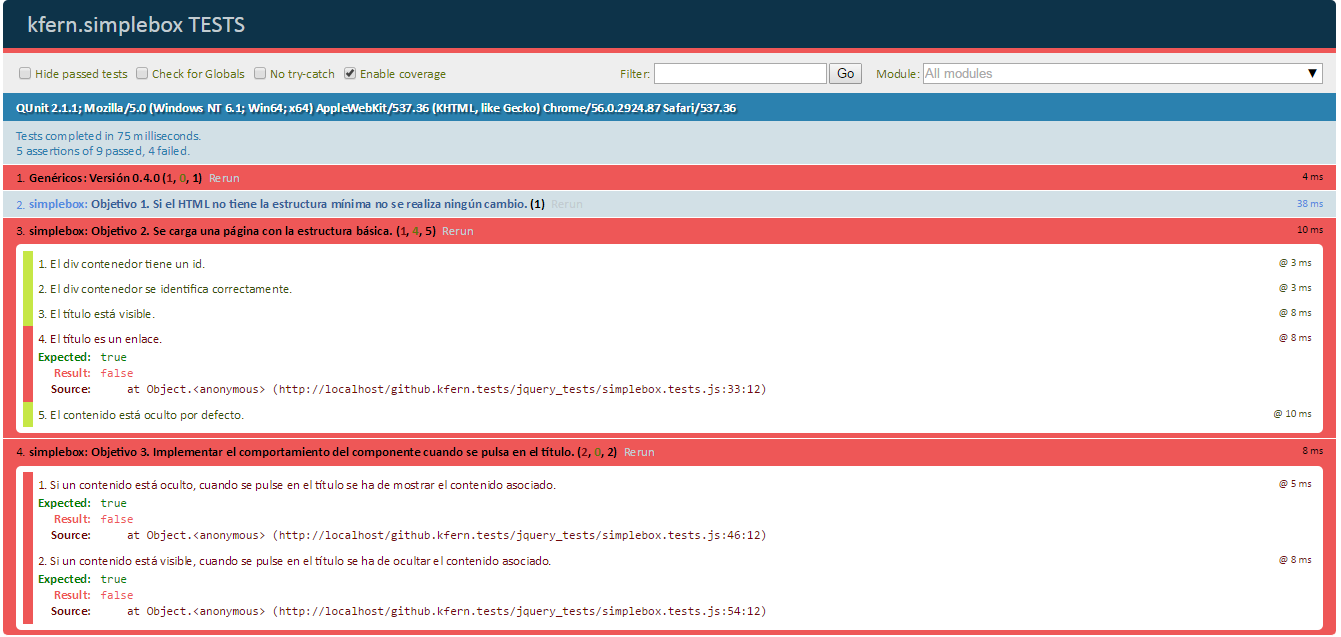 kfern.simplebox TESTS
Hide passed tests Check for Globals No try-catch Enable coverage Filter: Go Module: All modules ▼
QUnit 2.1.1; Mozilla/5.0 (Windows NT 6.1; Win64; x64) AppleWebKit/537.36 (KHTML, like Gecko) Chrome/56.0.2924.87 Safari/537.36
Tests completed in 75 milliseconds.
5 assertions of 9 passed, 4 failed.
1. Genéricos: Versión 0.4.0 (1, 0, 1) Rerun 4 ms
2. simplebox: Objetivo 1. Si el HTML no tiene la estructura mínima no se realiza ningún cambio. (1) Rerun 38 ms
3. simplebox: Objetivo 2. Se carga una página con la estructura básica. (1, 4, 5) Rerun 10 ms
1. El div contenedor tiene un id. @ 3 ms
2. El div contenedor se identifica correctamente. @ 3 ms
3. El título está visible. @ 8 ms
4. El título es un enlace. @ 8 ms
Expected: true
Result: false
Source: at Object.<anonymous> (http://localhost/github.kfern.tests/jquery_tests/simplebox.tests.js:33:12)
5. El contenido está oculto por defecto. @ 10 ms
4. simplebox: Objetivo 3. Implementar el comportamiento del componente cuando se pulsa en el título. (2, 0, 2) Rerun 8 ms
1. Si un contenido está oculto, cuando se pulse en el título se ha de mostrar el contenido asociado. @ 5 ms
Expected: true
Result: false
Source: at Object.<anonymous> (http://localhost/github.kfern.tests/jquery_tests/simplebox.tests.js:46:12)
2. Si un contenido está visible, cuando se pulse en el título se ha de ocultar el contenido asociado. @ 8 ms
Expected: true
Result: false
Source: at Object.<anonymous> (http://localhost/github.kfern.tests/jquery_tests/simplebox.tests.js:54:12)